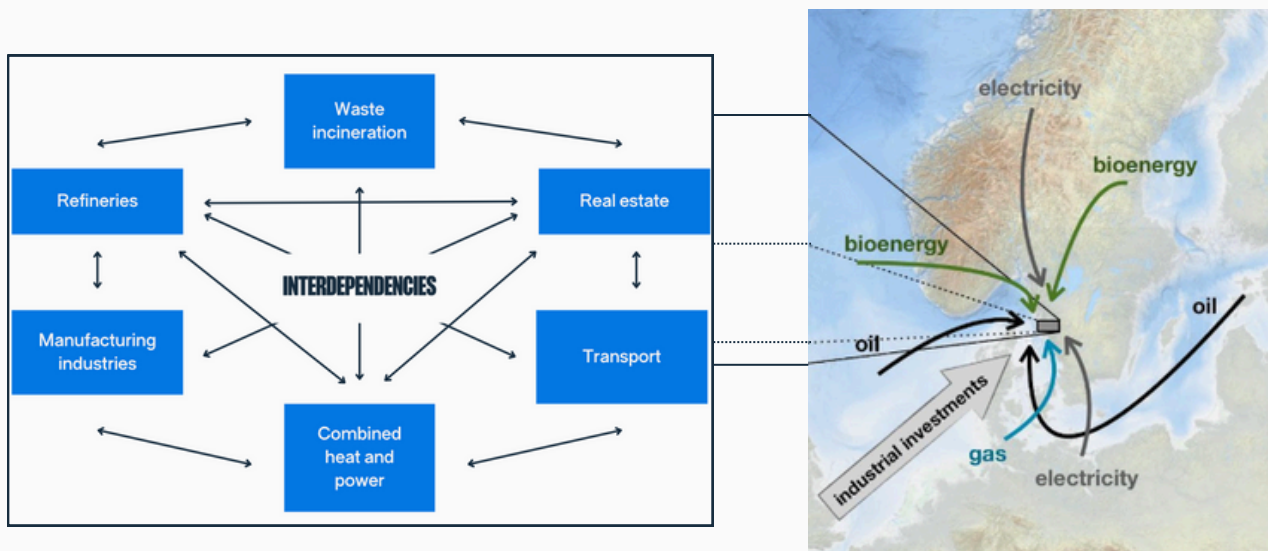 Waste
incineration
Refineries
Real estate
INTERDEPENDENCIES
Manufacturing
industries
Transport
Combined
heat and
power
electricity
bioenergy
bioenergy
oil
oil
industrial investments
gas
electricity